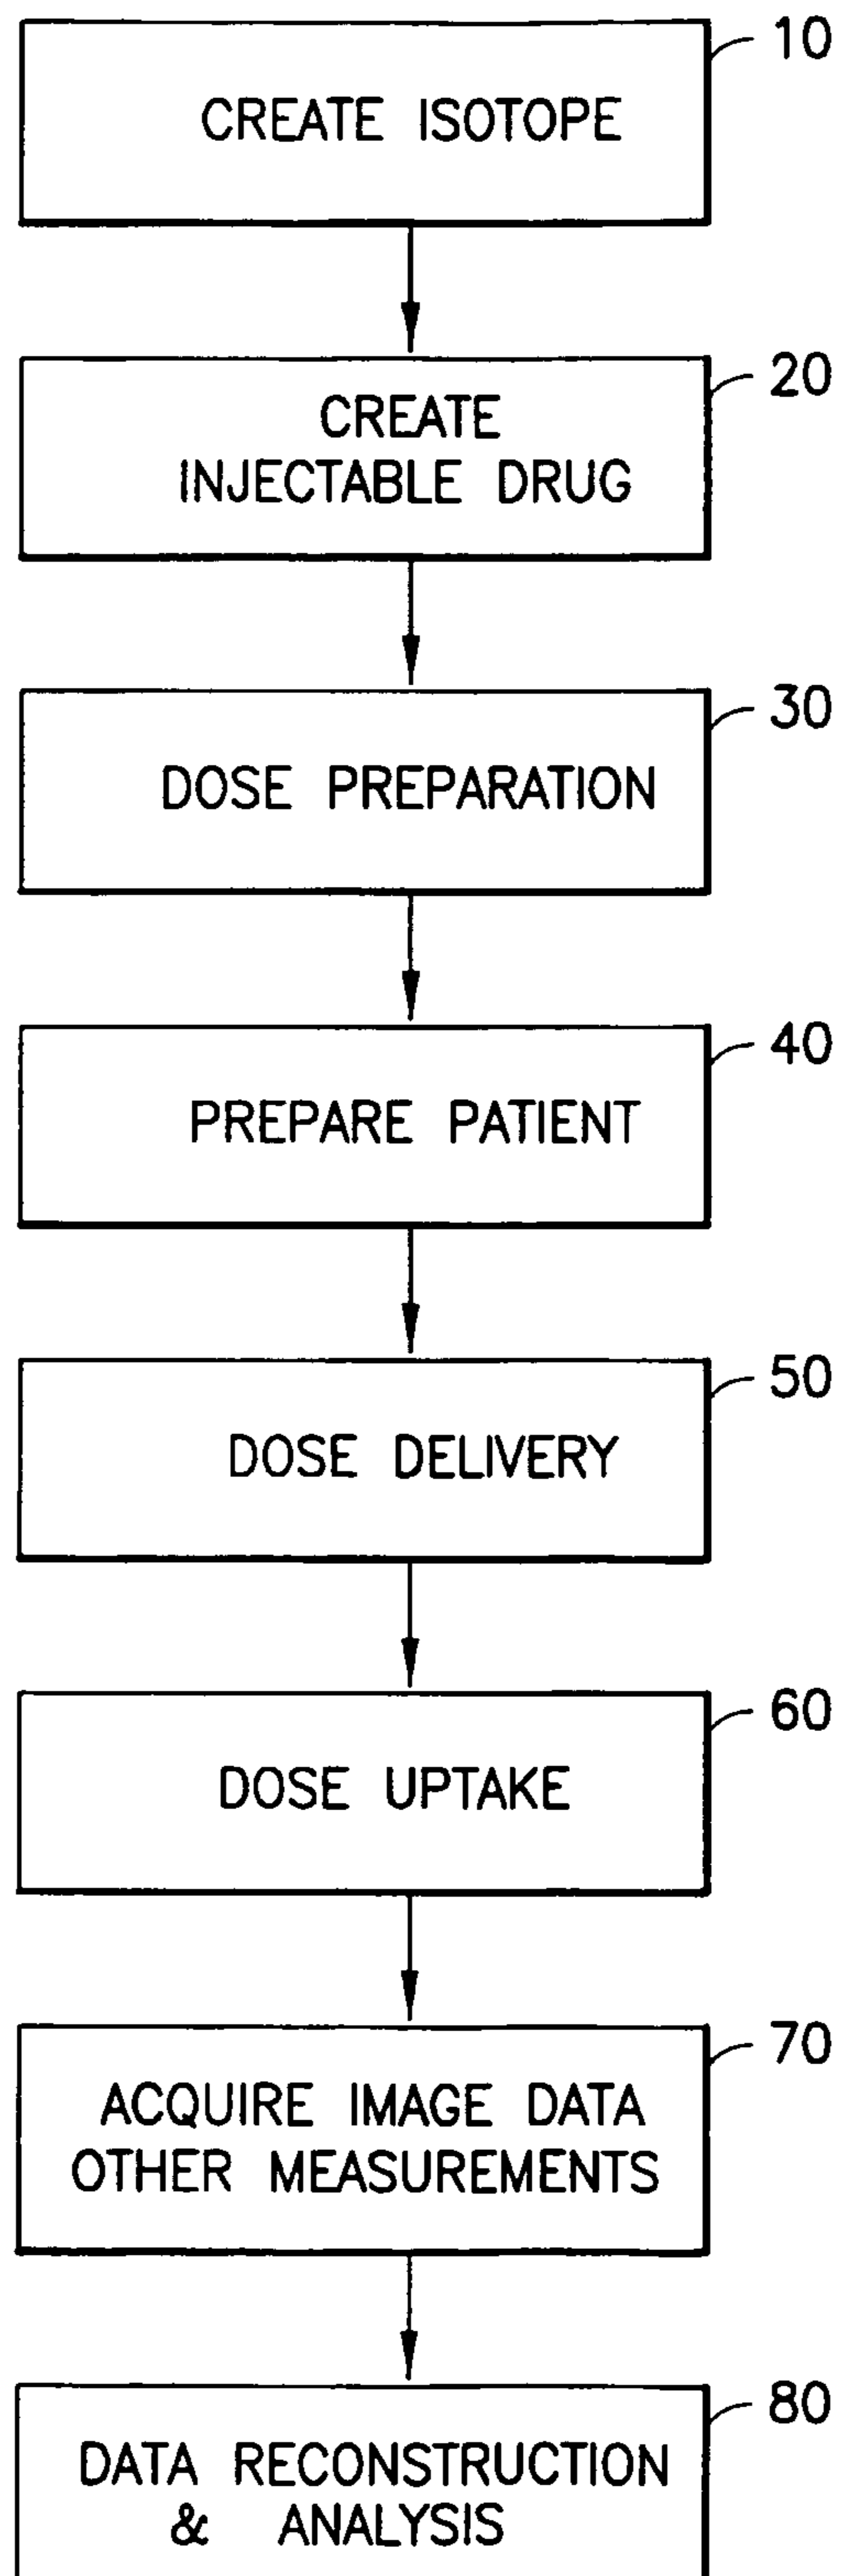 10
CREATE ISOTOPE
20
CREATE
INJECTABLE DRUG
30
DOSE PREPARATION
40
PREPARE PATIENT
50
DOSE DELIVERY
60
DOSE UPTAKE
70
ACQUIRE IMAGE DATA
OTHER MEASUREMENTS
80
DATA RECONSTRUCTION
& ANALYSIS